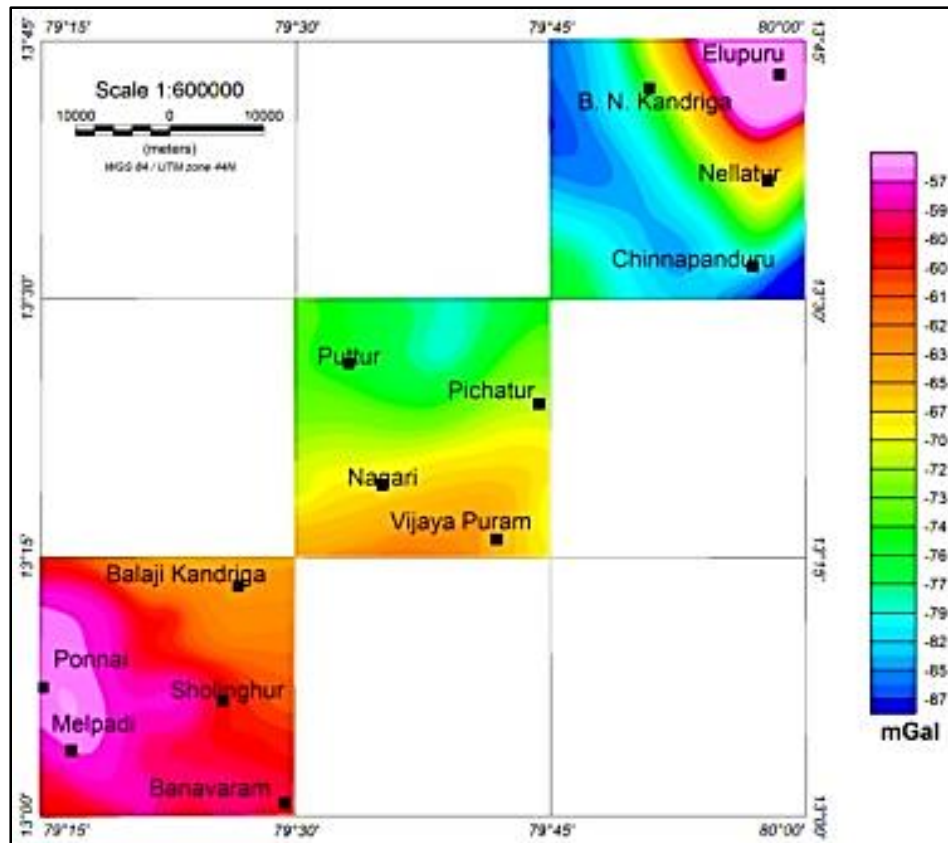 79°15' 79°30' 79°45' 80°00'
13°45' 13°45'
Scale 1:600000
10000 0 10000
(meters)
WGS 84 / UTM zone 44N
Elupuru
B. N. Kandriga
Nellatur
Chinnapanduru
13°30' 13°30'
Puttur
Pichatur
Nagari
Vijaya Puram
13°15' 13°15'
Balaji Kandriga
Ponnai
Sholinghur
Melpadi
Banavaram
13°00' 13°00'
79°15' 79°30' 79°45' 80°00'
-57
-59
-60
-60
-61
-62
-63
-65
-67
-70
-72
-73
-74
-76
-77
-79
-82
-85
-87
mGal